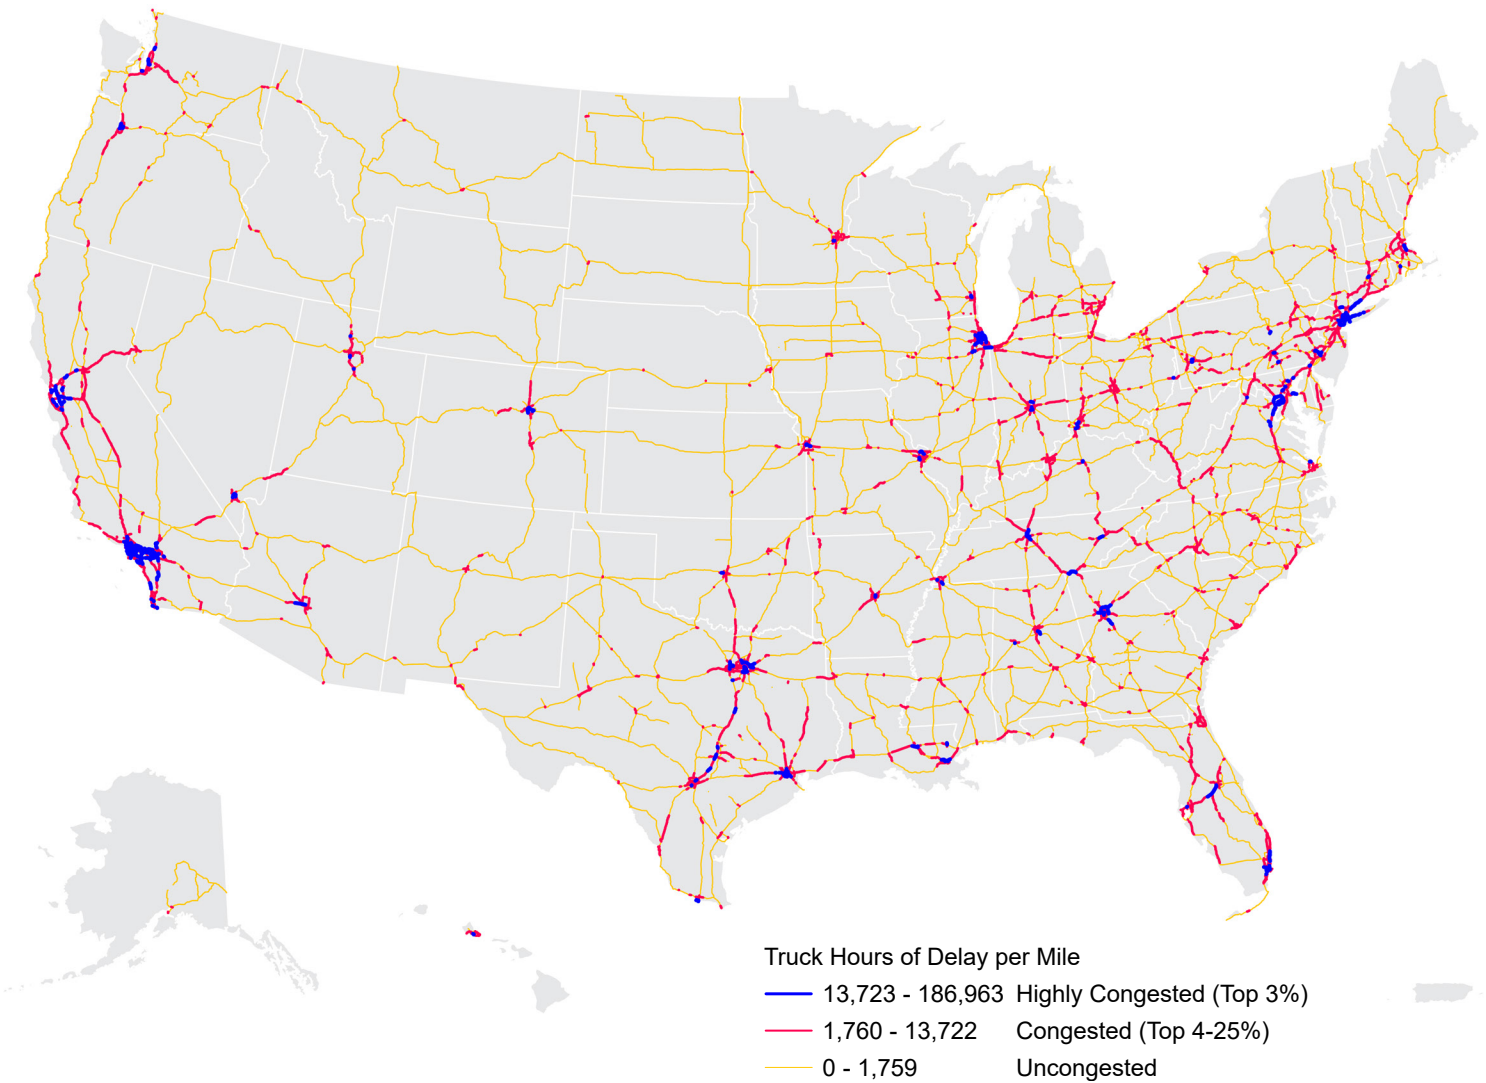 Truck Hours of Delay per Mile
13,723 - 186,963 Highly Congested (Top 3%)
1,760 - 13,722 Congested (Top 4-25%)
0 - 1,759 Uncongested